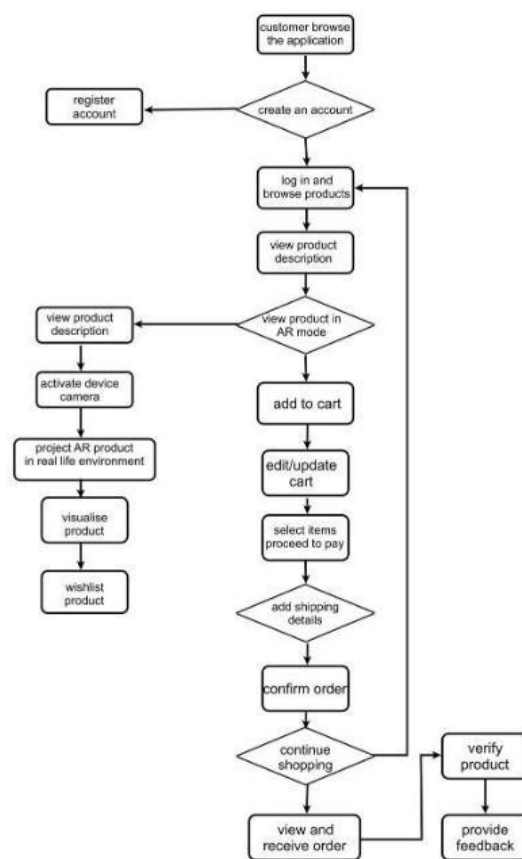 customer browse
the application
register
account
create an account
log in and
browse products
view product
description
view product
description
view product in
AR mode
activate device
camera
add to cart
project AR product
in real life environment
edit/update
cart
visualise
product
select items
proceed to pay
wishlist
product
add shipping
details
confirm order
continue
shopping
verify
product
view and
receive order
provide
feedback